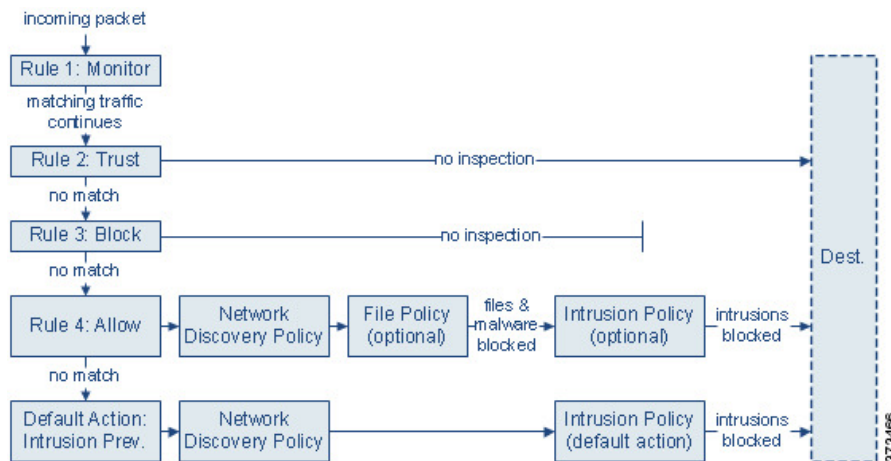 incoming packet
Rule 1: Monitor
matching traffic
continues
Rule 2: Trust
no inspection
no match
Rule 3: Block
no inspection
no match
Rule 4: Allow
Network
Discovery Policy
File Policy
(optional)
files &
malware
blocked
Intrusion Policy
(optional)
intrusions
blocked
no match
Default Action:
Intrusion Prev.
Network
Discovery Policy
Intrusion Policy
(default action)
intrusions
blocked
Dest.
372466